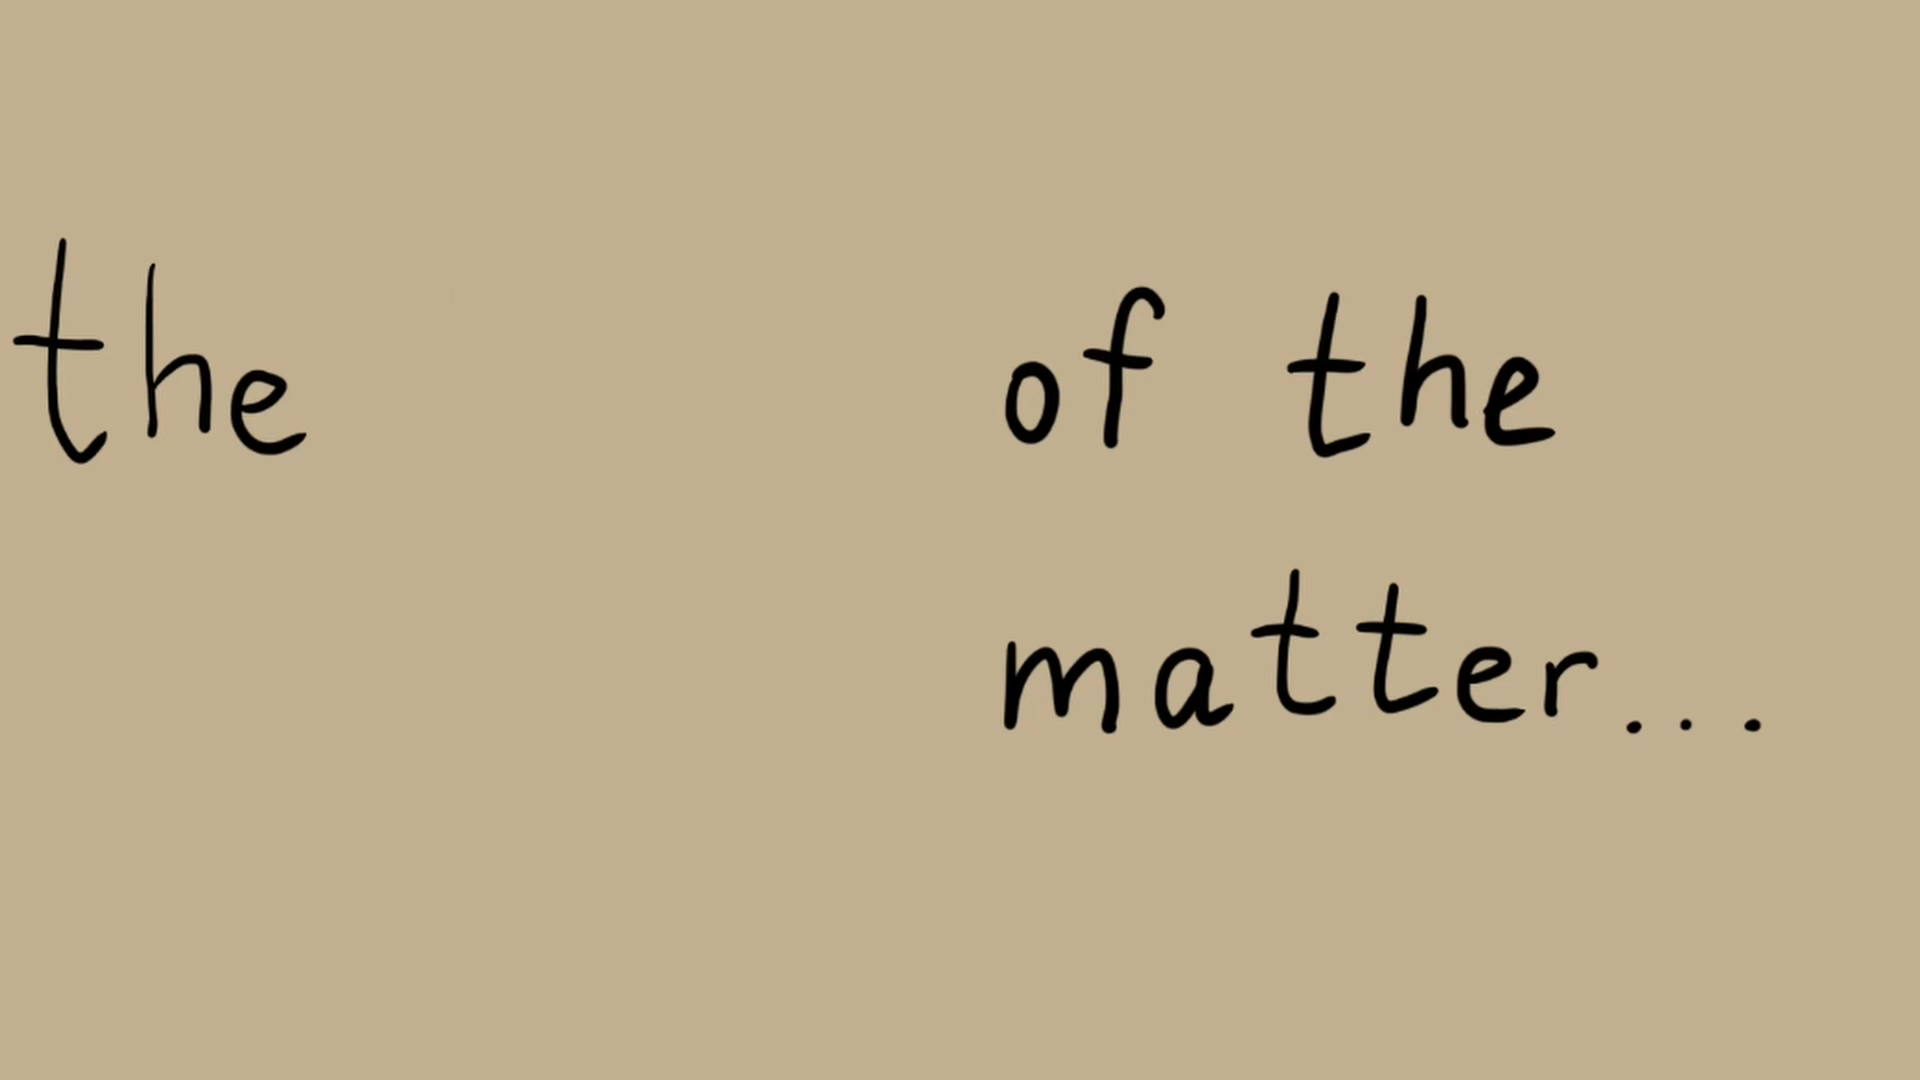 the of the
matter...